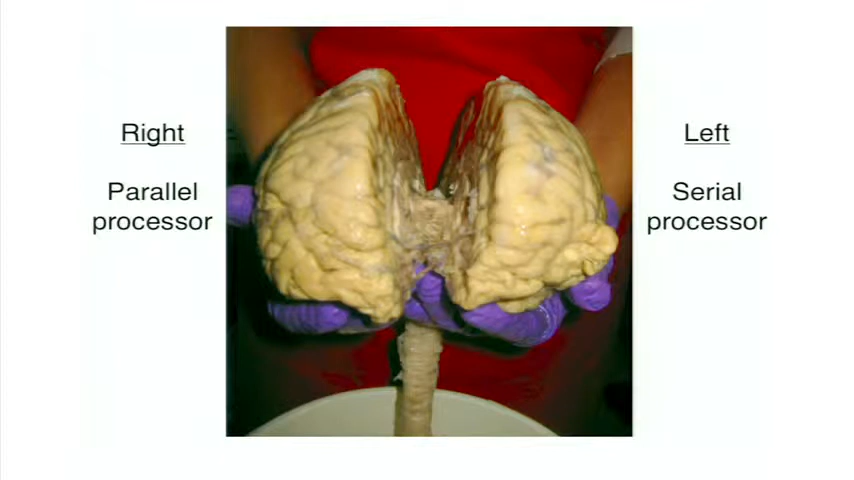 Right
Parallel
processor
Left
Serial
processor